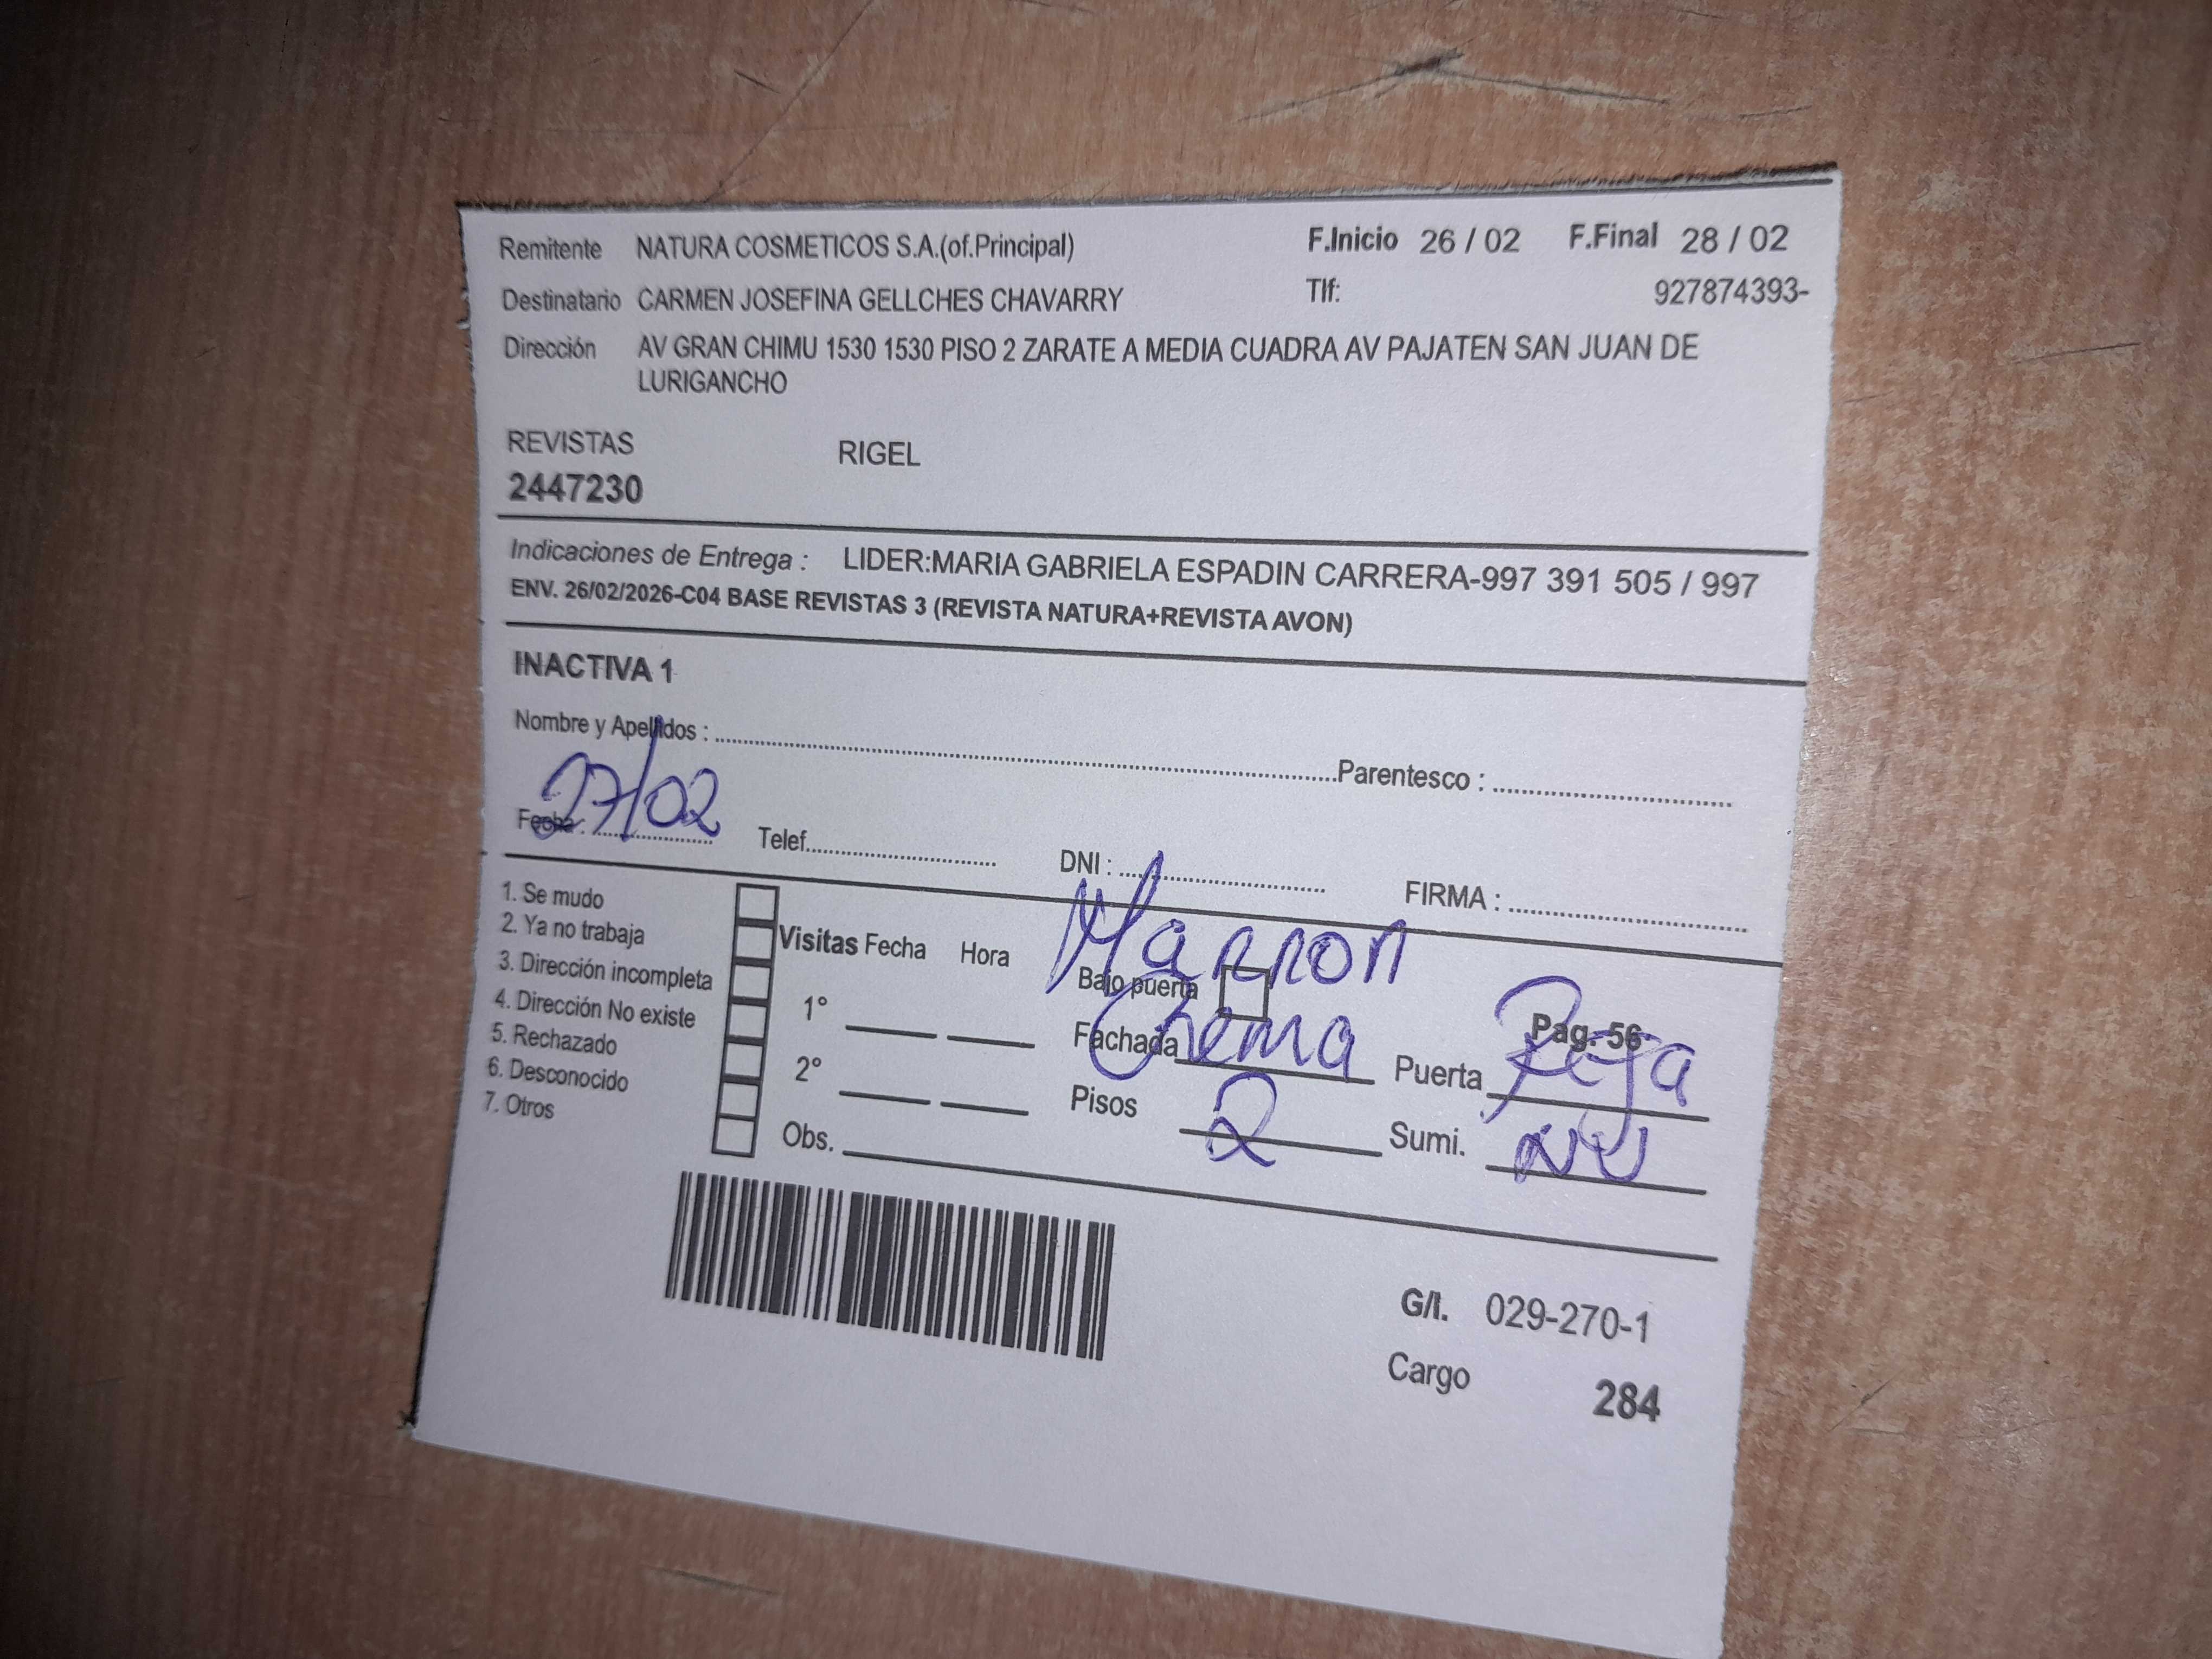 Remitente NATURA COSMETICOS S.A.(of.Principal) F.Inicio 26 / 02 F.Final 28 / 02
Destinatario CARMEN JOSEFINA GELLCHES CHAVARRY Tlf: 927874393-
Dirección AV GRAN CHIMU 1530 1530 PISO 2 ZARATE A MEDIA CUADRA AV PAJATEN SAN JUAN DE
LURIGANCHO
REVISTAS RIGEL
2447230
Indicaciones de Entrega : LIDER:MARIA GABRIELA ESPADIN CARRERA-997 391 505 / 997
ENV. 26/02/2026-C04 BASE REVISTAS 3 (REVISTA NATURA+REVISTA AVON)
INACTIVA 1
Nombre y Apellidos : Parentesco :
Fecha : 27/02 Telef. DNI : FIRMA :
1. Se mudo
2. Ya no trabaja
3. Dirección incompleta
4. Dirección No existe
5. Rechazado
6. Desconocido
7. Otros
Visitas Fecha Hora
1°
2°
Obs.
Marron
Bajo puerta Pag. 56
Fachada Crema Puerta Reja
Pisos 2 Sumi.
G/I. 029-270-1
Cargo 284